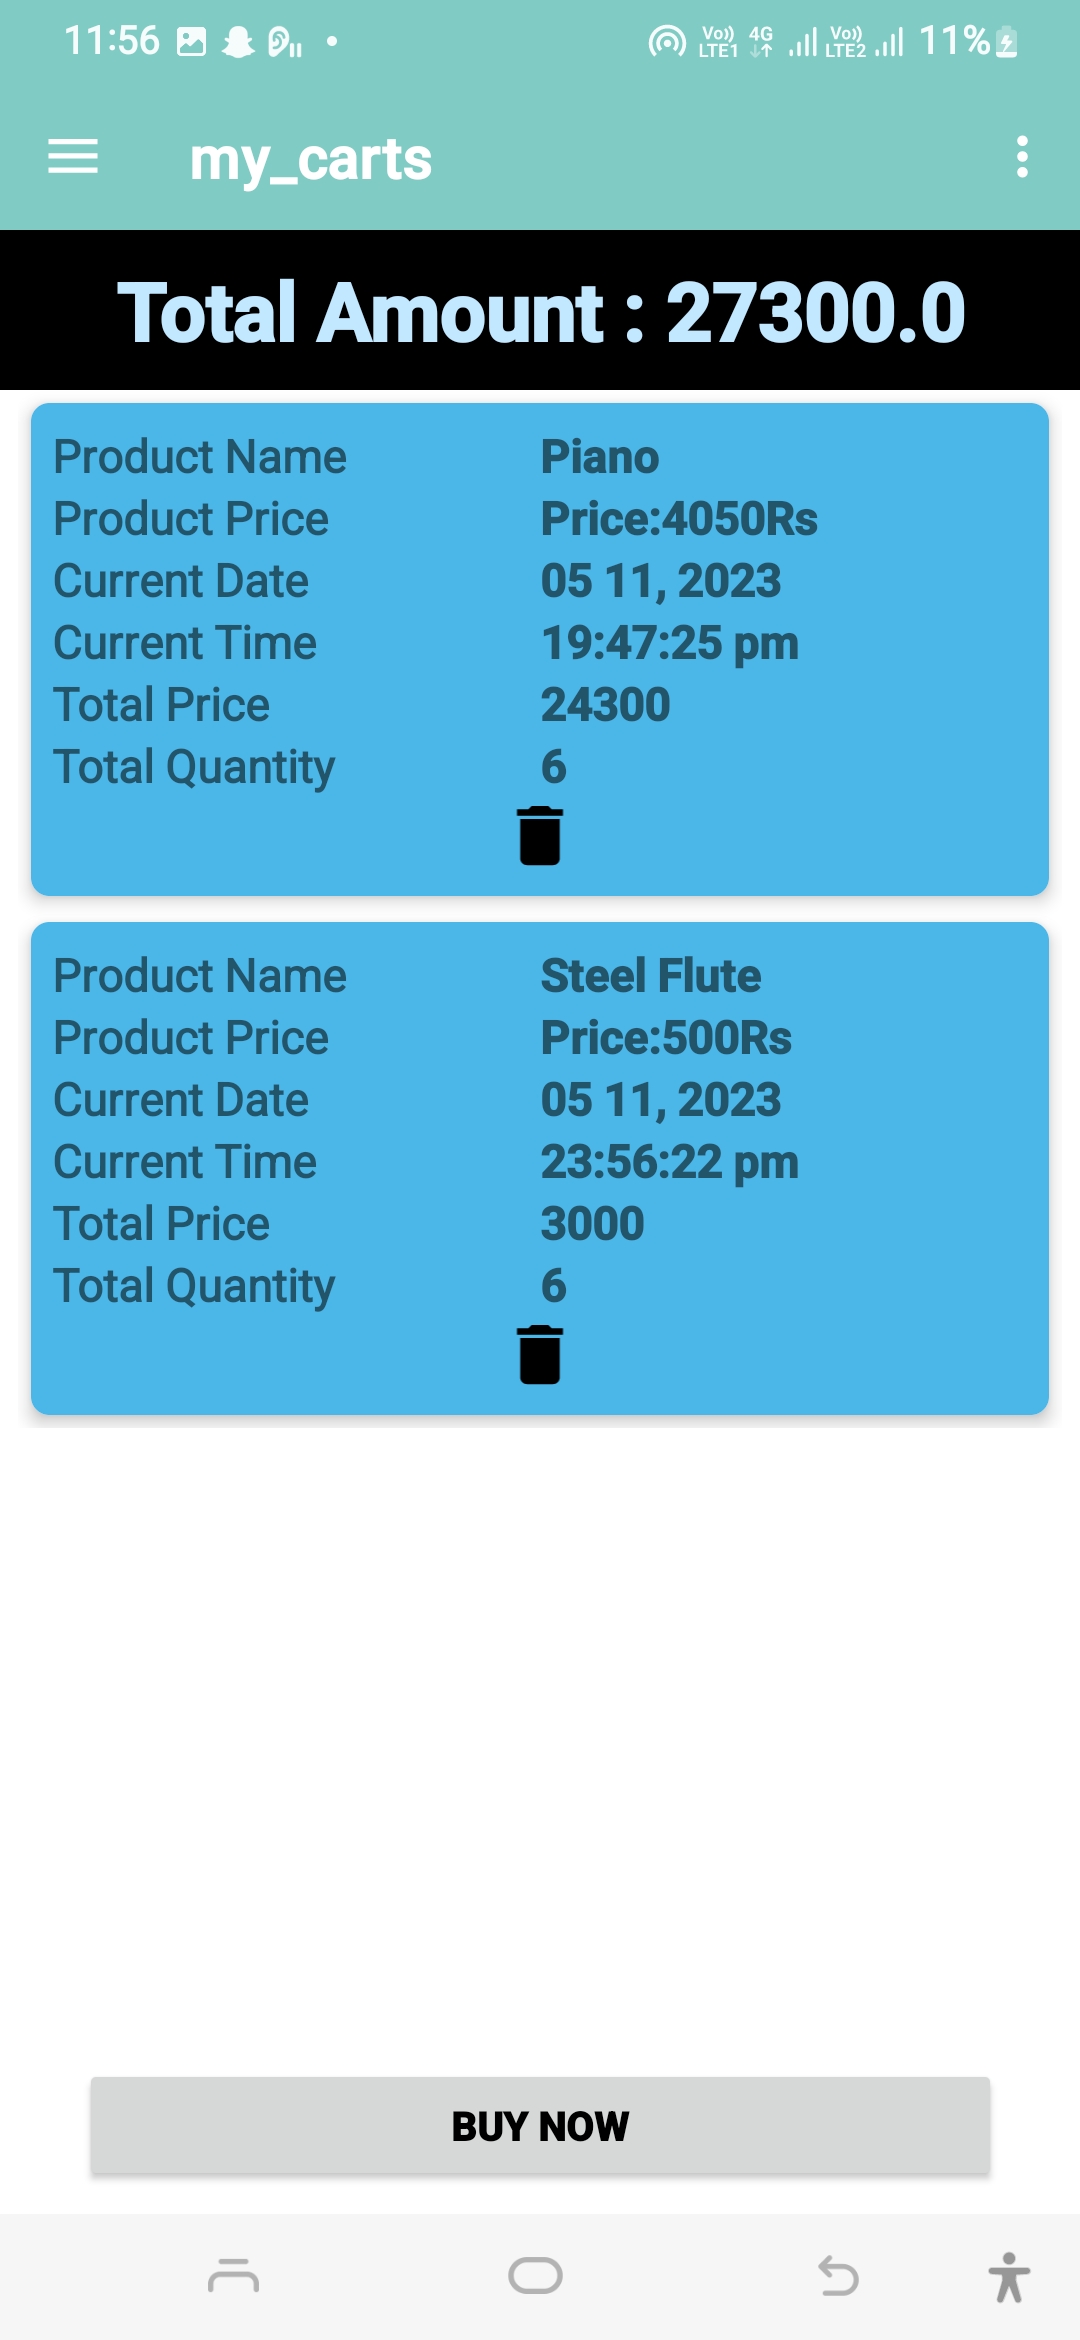 11:56 Vo)) LTE1 4G Vo)) LTE2 11%
my_carts
Total Amount : 27300.0
Product Name Piano
Product Price Price:4050Rs
Current Date 05 11, 2023
Current Time 19:47:25 pm
Total Price 24300
Total Quantity 6
Product Name Steel Flute
Product Price Price:500Rs
Current Date 05 11, 2023
Current Time 23:56:22 pm
Total Price 3000
Total Quantity 6
BUY NOW